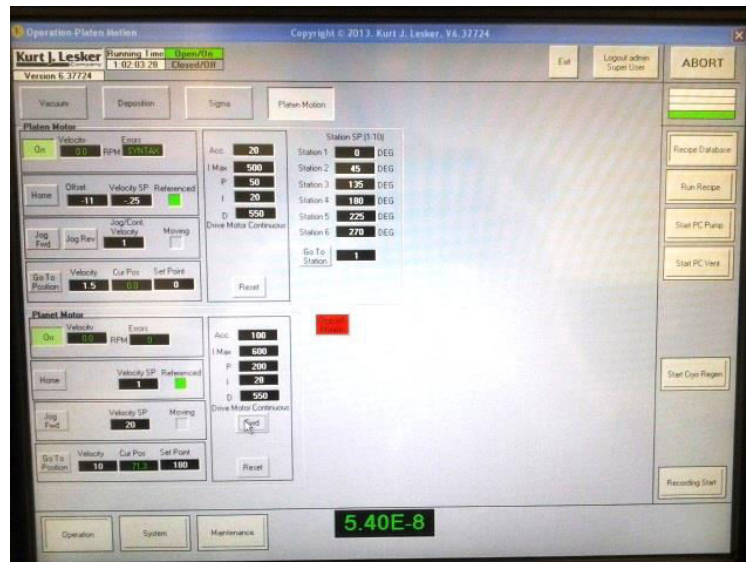 Operation-Platen Motion Copyright © 2013. Kurt J. Lesker. V6.37724
Kurt J. Lesker Company
Running Time Open/On
1:02:03:28 Closed/Off
Version 6.37724
Exit
Logout admin
Super User
ABORT
Vacuum Deposition Sigma Platen Motion
Platen Motor
Velocity Errors
On 0.0 RPM SYNTAX
Offset Velocity SP Referenced
Home -11 -.25
Jog/Cont.
Velocity Moving
Jog Fwd Jog Rev 1
Velocity Cur Pos Set Point
Go To Position 1.5 0.0 0
Acc. 20
I Max 500
P 50
I 20
D 550
Drive Motor Continuous
Reset
Station SP (1-10)
Station 1 0 DEG
Station 2 45 DEG
Station 3 135 DEG
Station 4 180 DEG
Station 5 225 DEG
Station 6 270 DEG
Go To Station 1
Planet Motor
Velocity Errors
On 0.0 RPM 0
Velocity SP Referenced
Home 1
Velocity SP Moving
Jog Fwd 20
Velocity Cur Pos Set Point
Go To Position 10 71.3 180
Acc. 100
I Max 600
P 200
I 20
D 550
Drive Motor Continuous
Fwd
Reset
Recipe Database
Run Recipe
Start PC Pump
Start PC Vent
Start Cryo Regen
Recording Start
Operation System Maintenance
5.40E-8